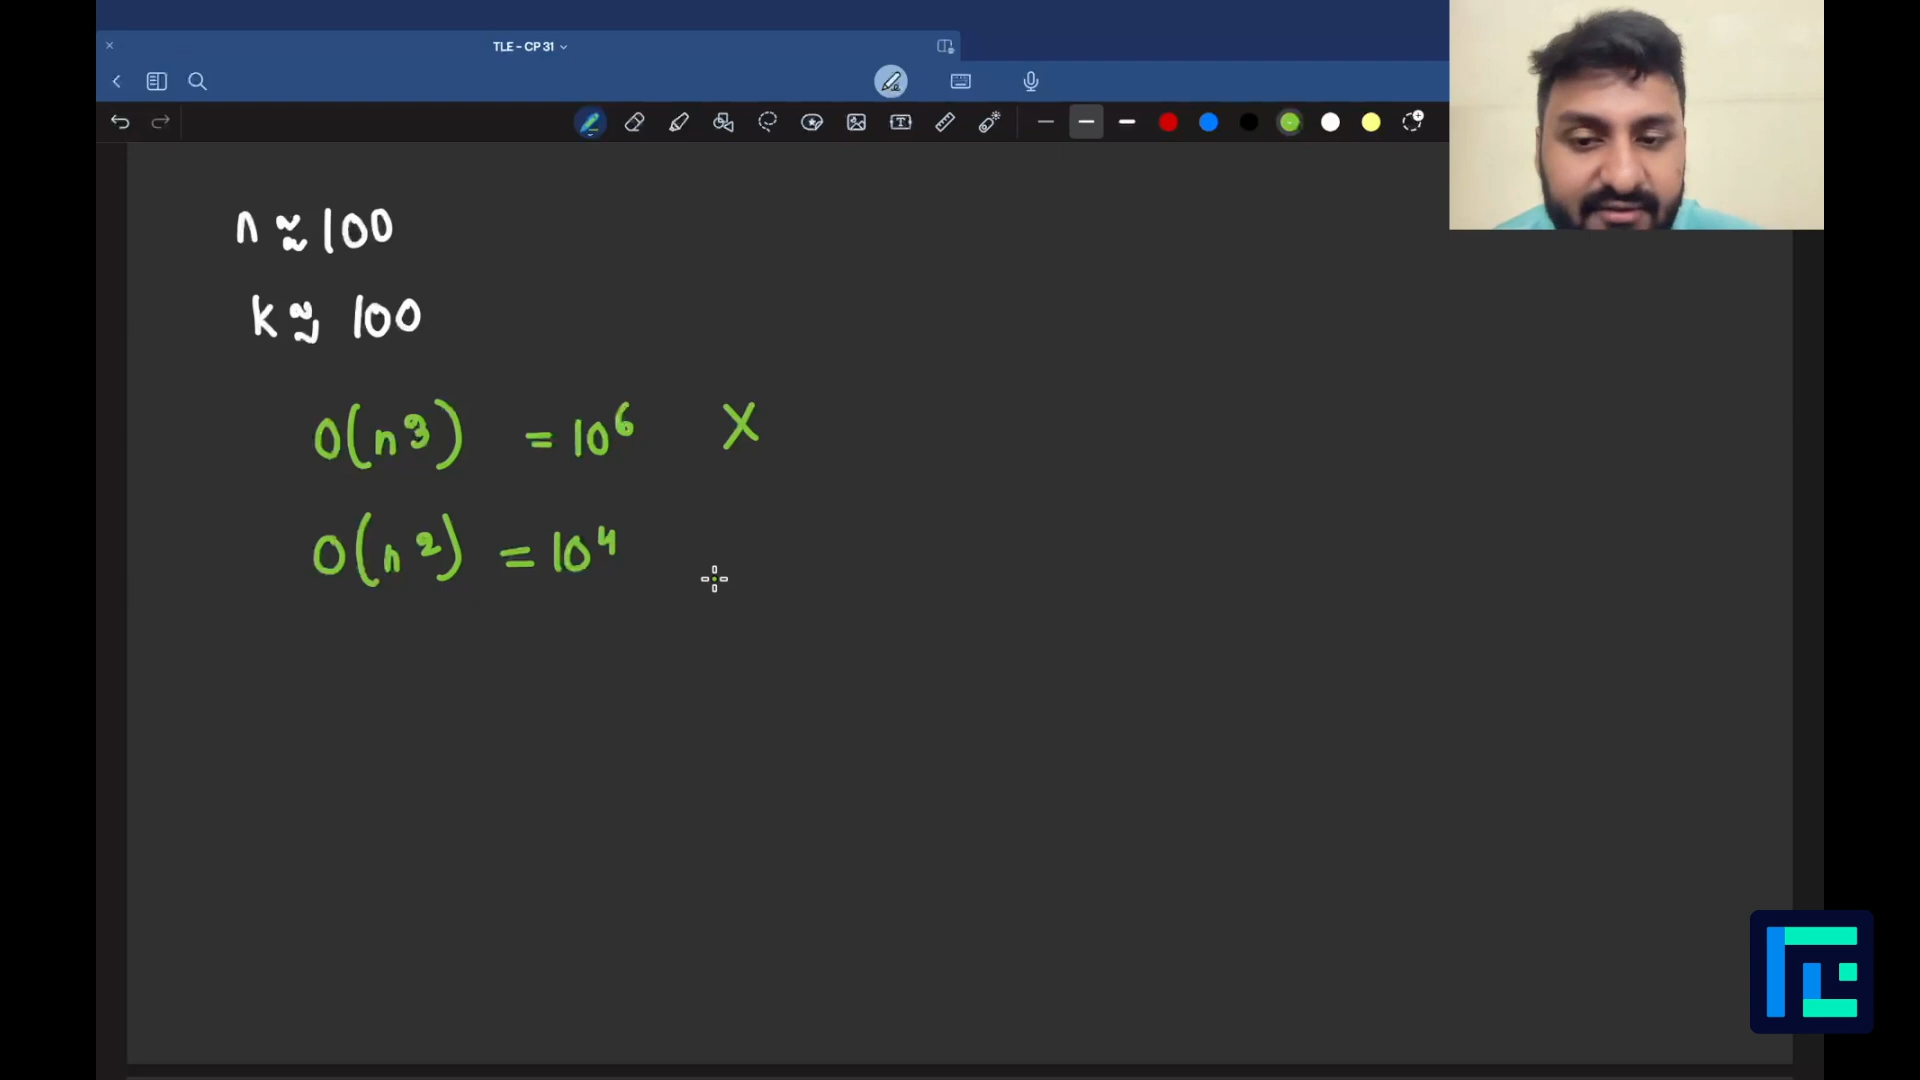 TLE - CP 31
n ≈ 100
k ≈ 100
O(n³) = 10⁶ X
O(n²) = 10⁴